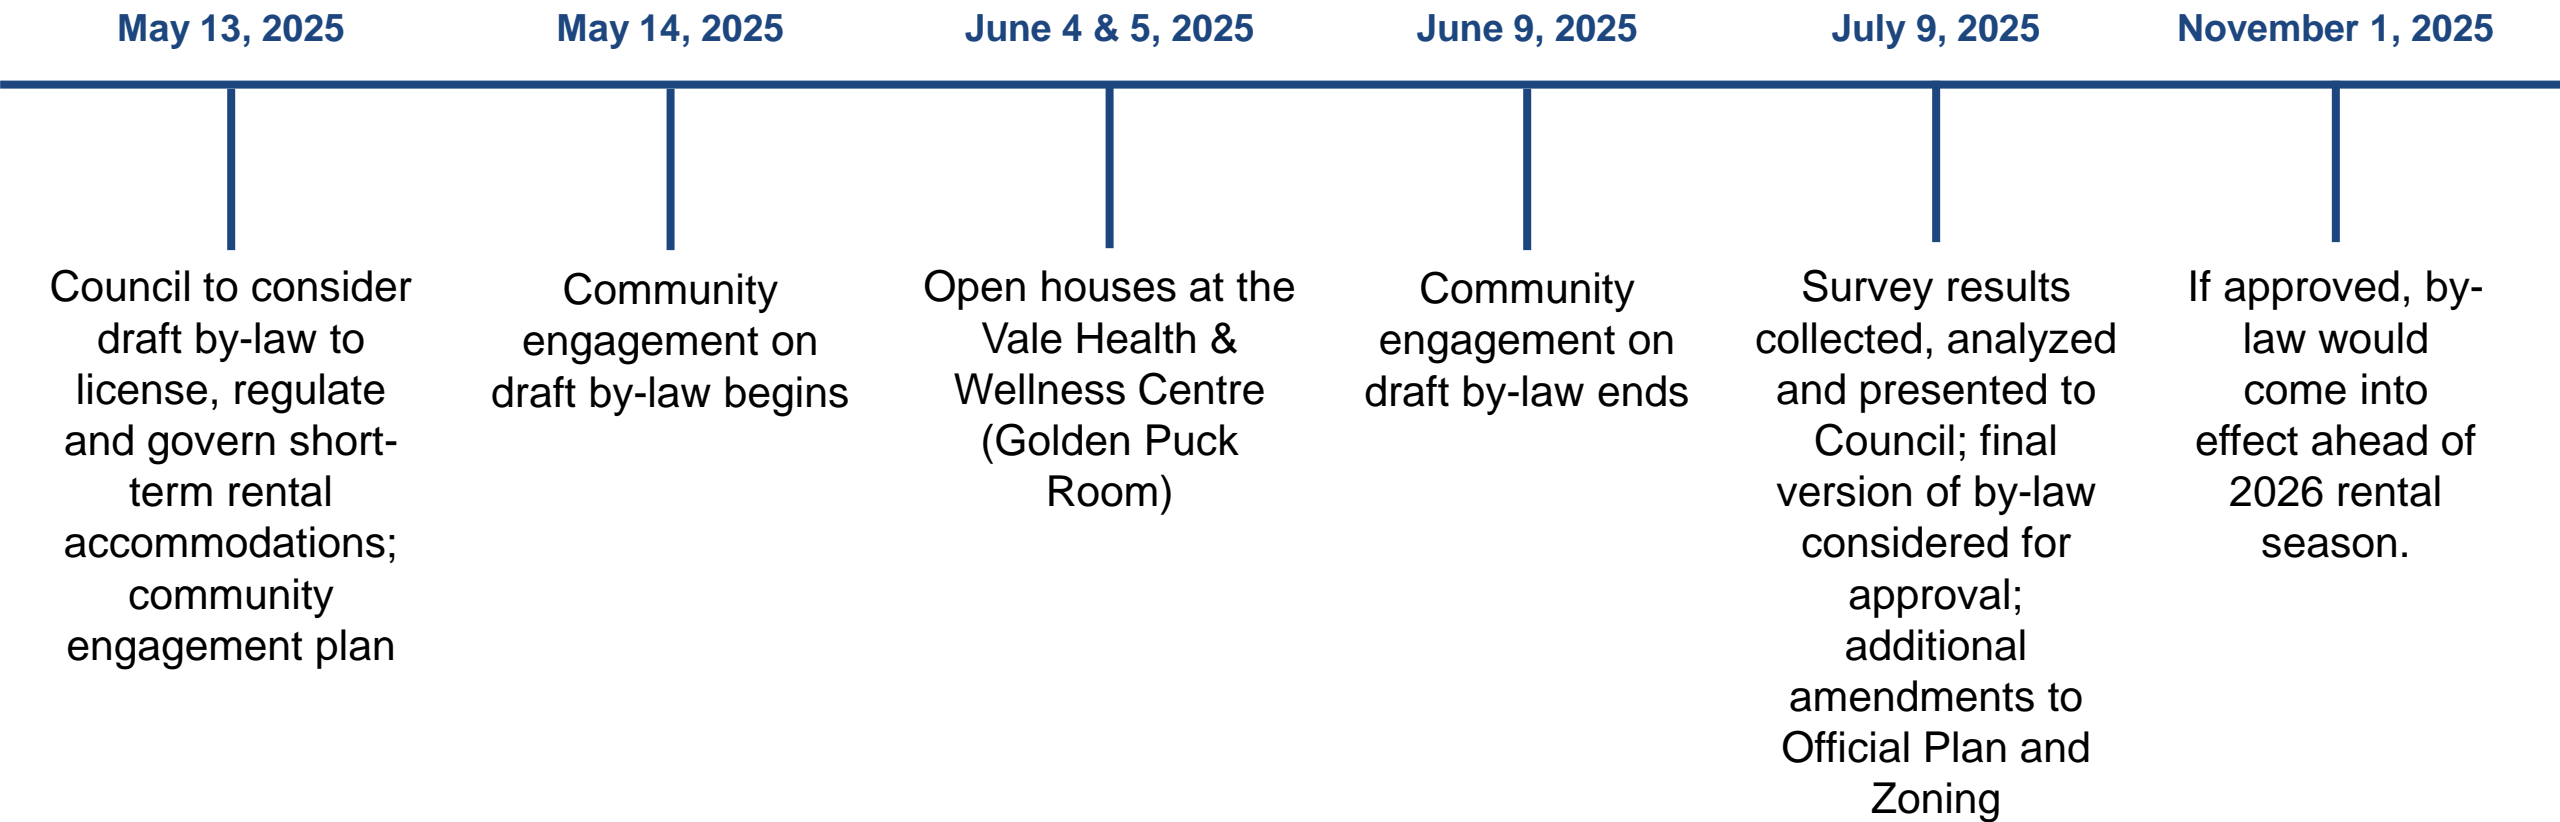 May 13, 2025
Council to consider
draft by-law to
license, regulate
and govern short-
term rental
accommodations;
community
engagement plan
May 14, 2025
Community
engagement on
draft by-law begins
June 4 & 5, 2025
Open houses at the
Vale Health &
Wellness Centre
(Golden Puck
Room)
June 9, 2025
Community
engagement on
draft by-law ends
July 9, 2025
Survey results
collected, analyzed
and presented to
Council; final
version of by-law
considered for
approval;
additional
amendments to
Official Plan and
Zoning
November 1, 2025
If approved, by-
law would
come into
effect ahead of
2026 rental
season.